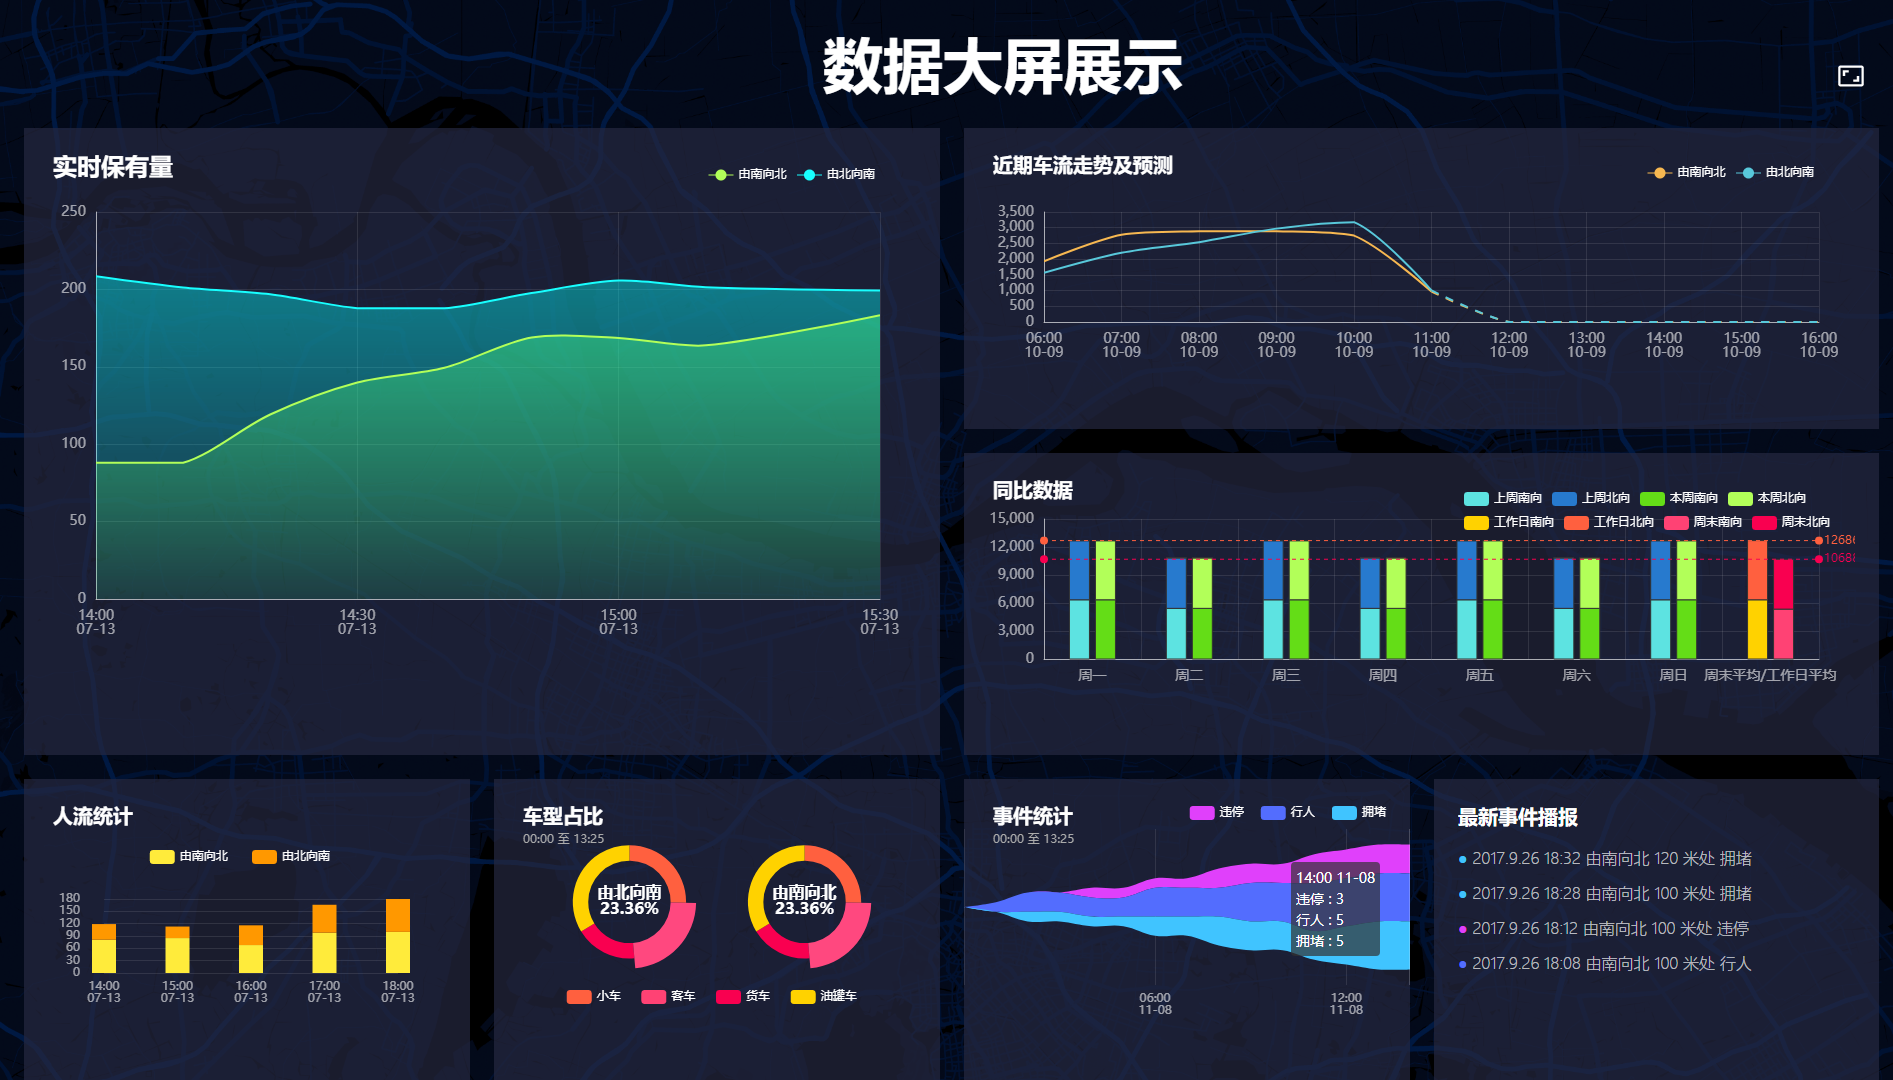 数据大屏展示
实时保有量
由南向北 由北向南
250
200
150
100
50
0
14:00 14:30 15:00 15:30
07-13 07-13 07-13 07-13
近期车流走势及预测
由南向北 由北向南
3,500
3,000
2,500
2,000
1,500
1,000
500
0
06:00 07:00 08:00 09:00 10:00 11:00 12:00 13:00 14:00 15:00 16:00
10-09 10-09 10-09 10-09 10-09 10-09 10-09 10-09 10-09 10-09 10-09
同比数据
上周南向 上周北向 本周南向 本周北向
工作日南向 工作日北向 周末南向 周末北向
15,000
12,000
9,000
6,000
3,000
0
1268
1068
周一 周二 周三 周四 周五 周六 周日 周末平均/工作日平均
人流统计
由南向北 由北向南
180
150
120
90
60
30
0
14:00 15:00 16:00 17:00 18:00
07-13 07-13 07-13 07-13 07-13
车型占比
00:00 至 13:25
由北向南
23.36%
由南向北
23.36%
小车 客车 货车 油罐车
事件统计
00:00 至 13:25
违停 行人 拥堵
14:00 11-08
违停 : 3
行人 : 5
拥堵 : 5
06:00 12:00
11-08 11-08
最新事件播报
2017.9.26 18:32 由南向北 120 米处 拥堵
2017.9.26 18:28 由南向北 100 米处 拥堵
2017.9.26 18:12 由南向北 100 米处 违停
2017.9.26 18:08 由南向北 100 米处 行人